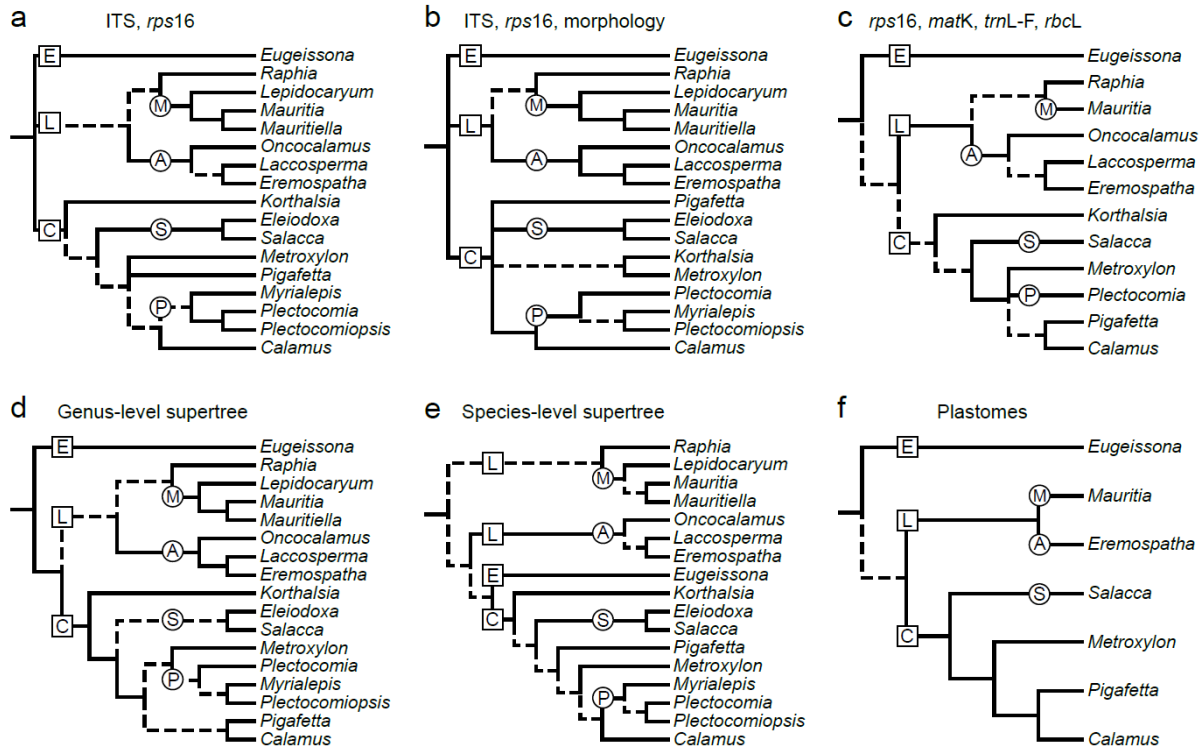 a ITS, rps16
E Eugeissona
Raphia
M Lepidocaryum
L Mauritia
Mauritiella
Oncocalamus
A Laccosperma
Eremospatha
Korthalsia
C S Eleiodoxa
Salacca
Metroxylon
Pigafetta
P Myrialepis
Plectocomia
Plectocomiopsis
Calamus
b ITS, rps16, morphology
E Eugeissona
Raphia
M Lepidocaryum
L Mauritia
Mauritiella
Oncocalamus
A Laccosperma
Eremospatha
Pigafetta
S Eleiodoxa
Salacca
C Korthalsia
Metroxylon
Plectocomia
P Myrialepis
Plectocomiopsis
Calamus
c rps16, matK, trnL-F, rbcL
E Eugeissona
Raphia
M Mauritia
L Oncocalamus
A Laccosperma
Eremospatha
Korthalsia
C S Salacca
Metroxylon
P Plectocomia
Pigafetta
Calamus
d Genus-level supertree
E Eugeissona
Raphia
M Lepidocaryum
L Mauritia
Mauritiella
Oncocalamus
A Laccosperma
Eremospatha
Korthalsia
C S Eleiodoxa
Salacca
Metroxylon
P Plectocomia
Myrialepis
Plectocomiopsis
Pigafetta
Calamus
e Species-level supertree
Raphia
L M Lepidocaryum
Mauritia
Mauritiella
Oncocalamus
L A Laccosperma
Eremospatha
E Eugeissona
Korthalsia
C S Eleiodoxa
Salacca
Pigafetta
Metroxylon
P Myrialepis
Plectocomia
Plectocomiopsis
Calamus
f Plastomes
E Eugeissona
M Mauritia
L
A Eremospatha
S Salacca
C Metroxylon
Pigafetta
Calamus